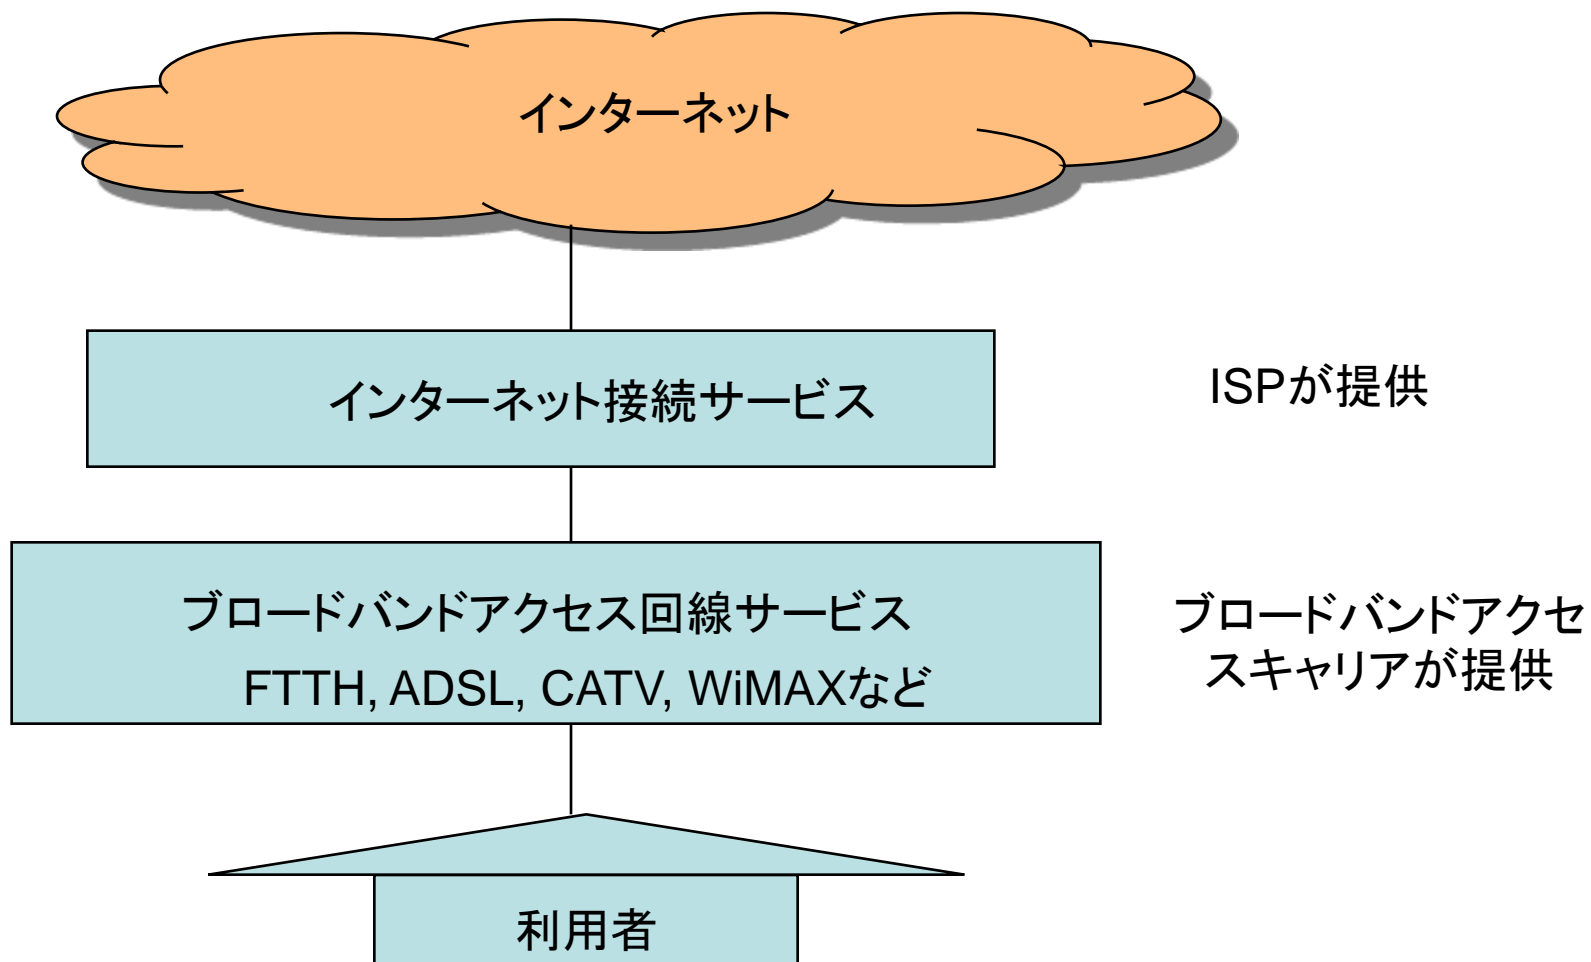 インターネット
インターネット接続サービス
ISPが提供
ブロードバンドアクセス回線サービス
FTTH, ADSL, CATV, WiMAXなど
ブロードバンドアクセ
スキャリアが提供
利用者